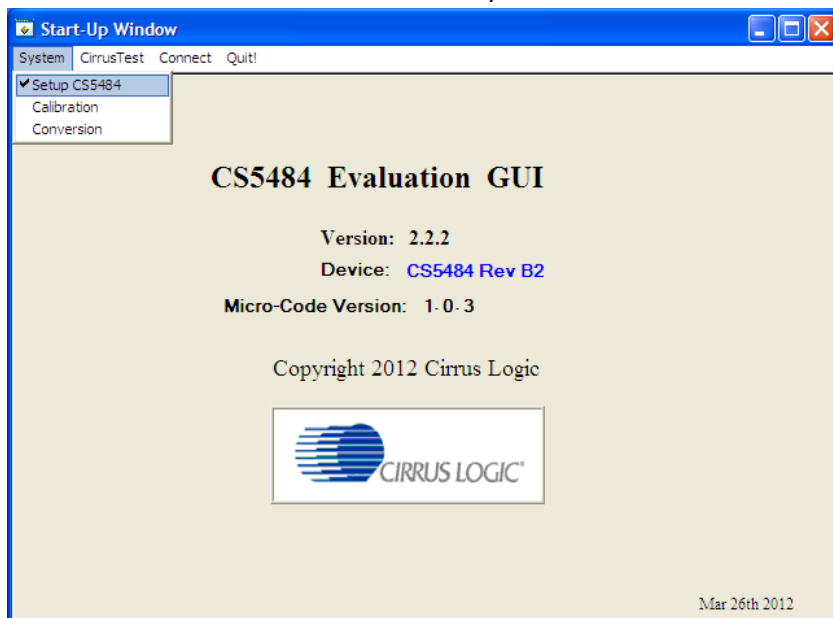 Start-Up Window
System CirrusTest Connect Quit!
✔Setup CS5484
Calibration
Conversion
CS5484 Evaluation GUI
Version: 2.2.2
Device: CS5484 Rev B2
Micro-Code Version: 1.0.3
Copyright 2012 Cirrus Logic
CIRRUS LOGIC®
Mar 26th 2012